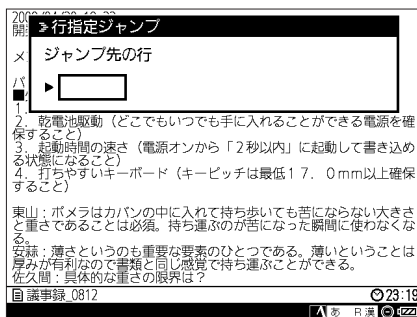 開
行指定ジャンプ
メ
ジャンプ先の行
パ
■
1.
2. 乾電池駆動（どこでもいつでも手に入れることができる電源を確
保すること）
3. 起動時間の速さ（電源オンから「2秒以内」に起動して書き込め
る状態になること）
4. 打ちやすいキーボード（キーピッチは最低17.0mm以上確保
すること）
東山：ポメラはカバンの中に入れて持ち歩いても苦にならない大きさ
と重さであることは必須。持ち運ぶのが苦になった瞬間に使わなくな
る。
安蒜：薄さというのも重要な要素のひとつである。薄いということは
厚みが有利なので書類と同じ感覚で持ち運ぶことができる。
佐久間：具体的な重さの限界は？
議事録_0812
23:19
A あ R漢